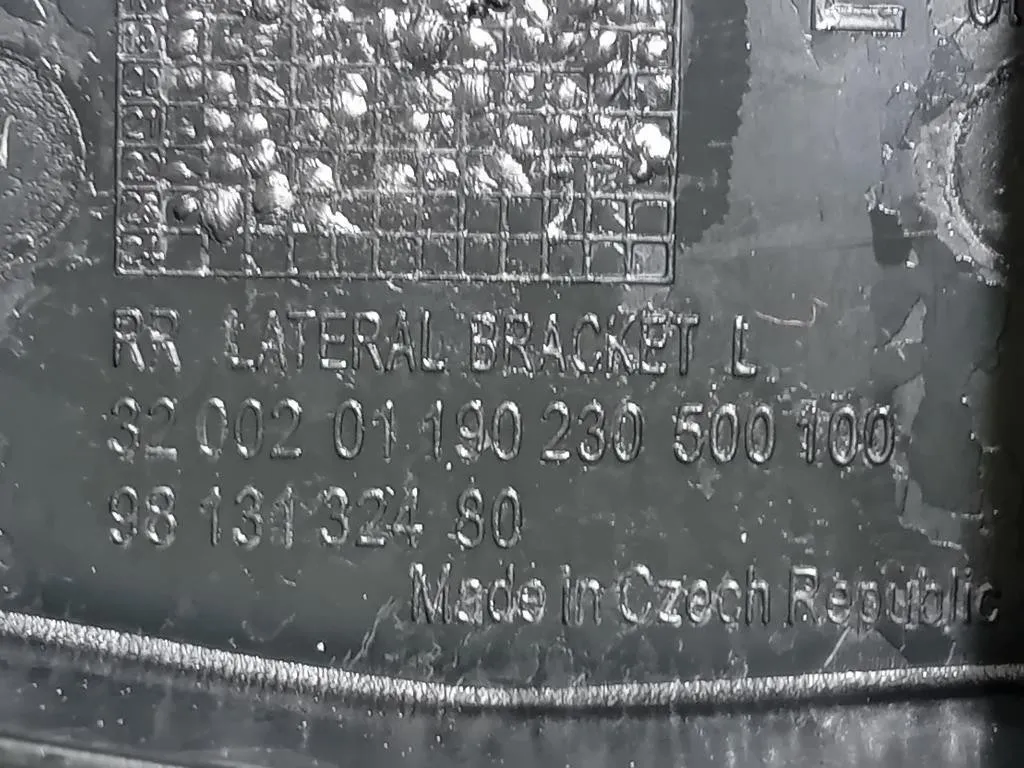 RR LATERAL BRACKET L
32 002 01 190 230 500 100
98 131 324 80
Made in Czech Republic